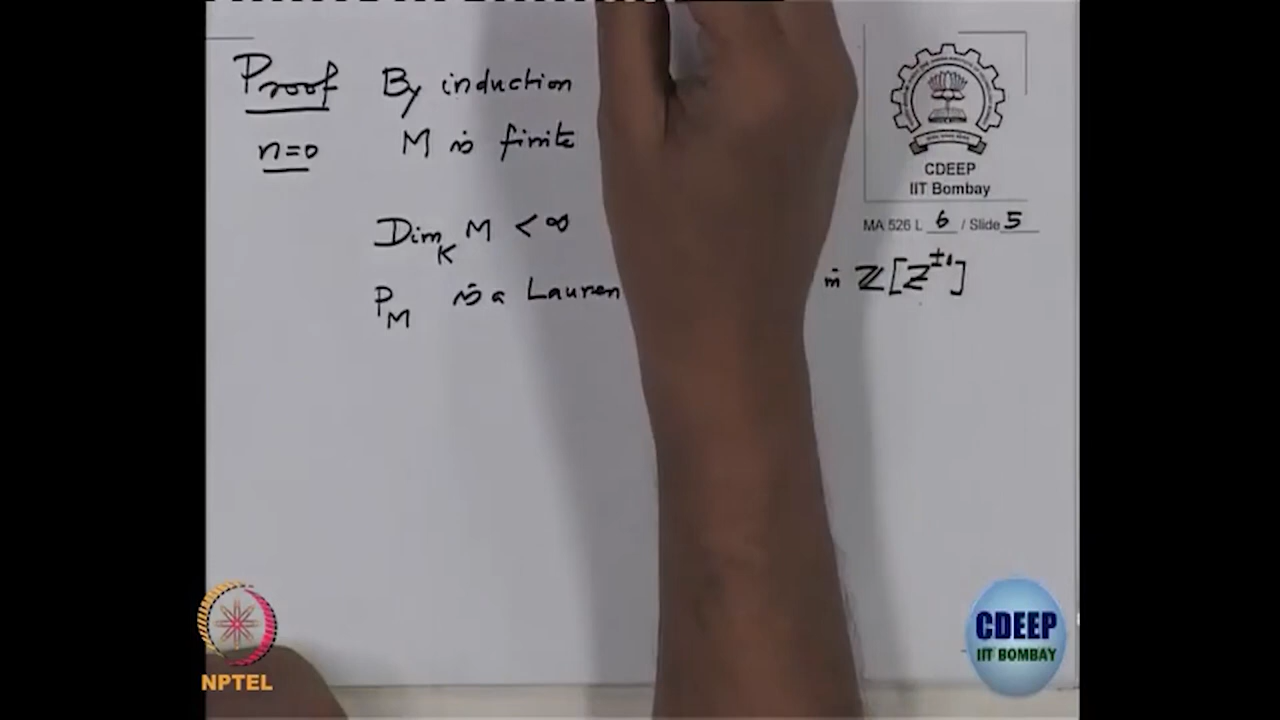 Proof By induction
n=0 M is finite
CDEEP
IIT Bombay
MA 526 L 6 / Slide 5
Dim_K M < ∞
P_M is a Lauren in ℤ[Z^{±1}]
CDEEP
IIT BOMBAY
NPTEL